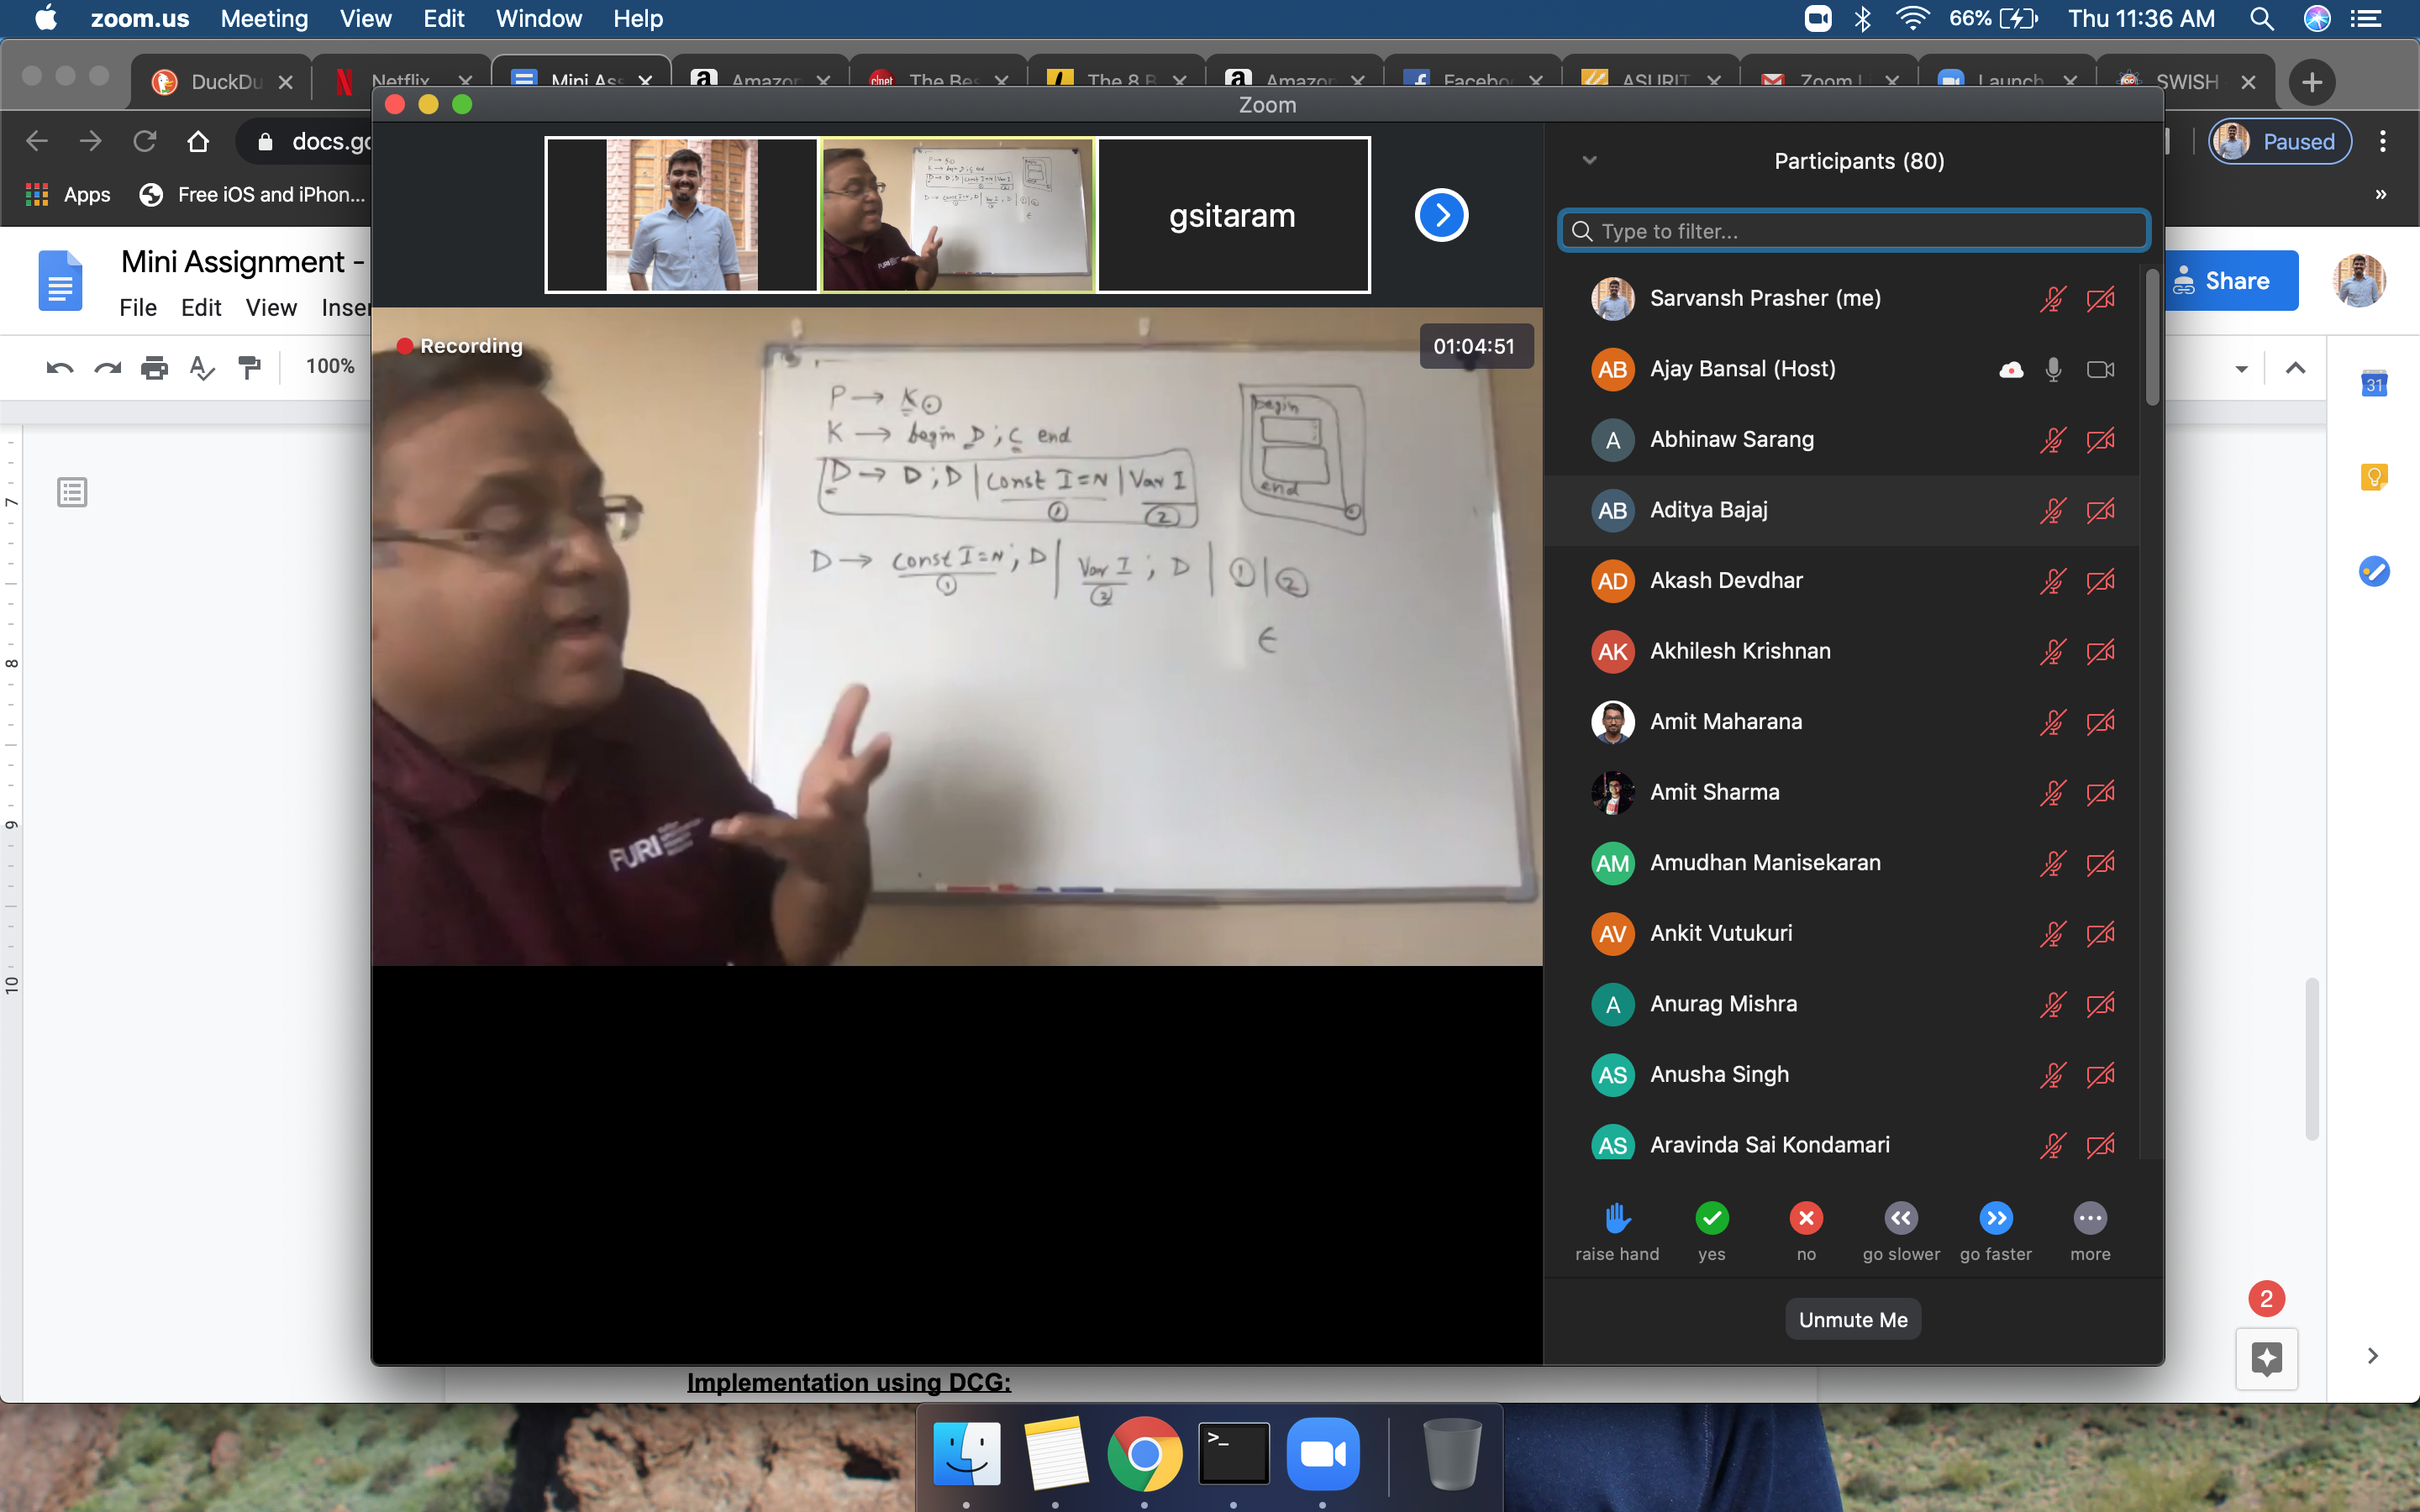 zoom.us Meeting View Edit Window Help 66% Thu 11:36 AM
DuckDu Netflix Mini Ass Amazon The Bes The 8 B Amazon Facebo ASURIT Zoom Launch SWISH
Zoom
docs.go Paused
Apps Free iOS and iPhon... »
Mini Assignment -
File Edit View Inser
Share
100%
31
7
8
9
10
gsitaram
Recording
01:04:51
P → K .
K → begin D ; C end
D → D ; D | Const I = N | Var I
1 2
D → const I = N ; D | Var I ; D | 1 | 2
1 2
ϵ
begin
end
FURI
Participants (80)
Type to filter...
Sarvansh Prasher (me)
AB Ajay Bansal (Host)
A Abhinaw Sarang
AB Aditya Bajaj
AD Akash Devdhar
AK Akhilesh Krishnan
Amit Maharana
Amit Sharma
AM Amudhan Manisekaran
AV Ankit Vutukuri
A Anurag Mishra
AS Anusha Singh
AS Aravinda Sai Kondamari
raise hand yes no go slower go faster more
Unmute Me
2
Implementation using DCG: